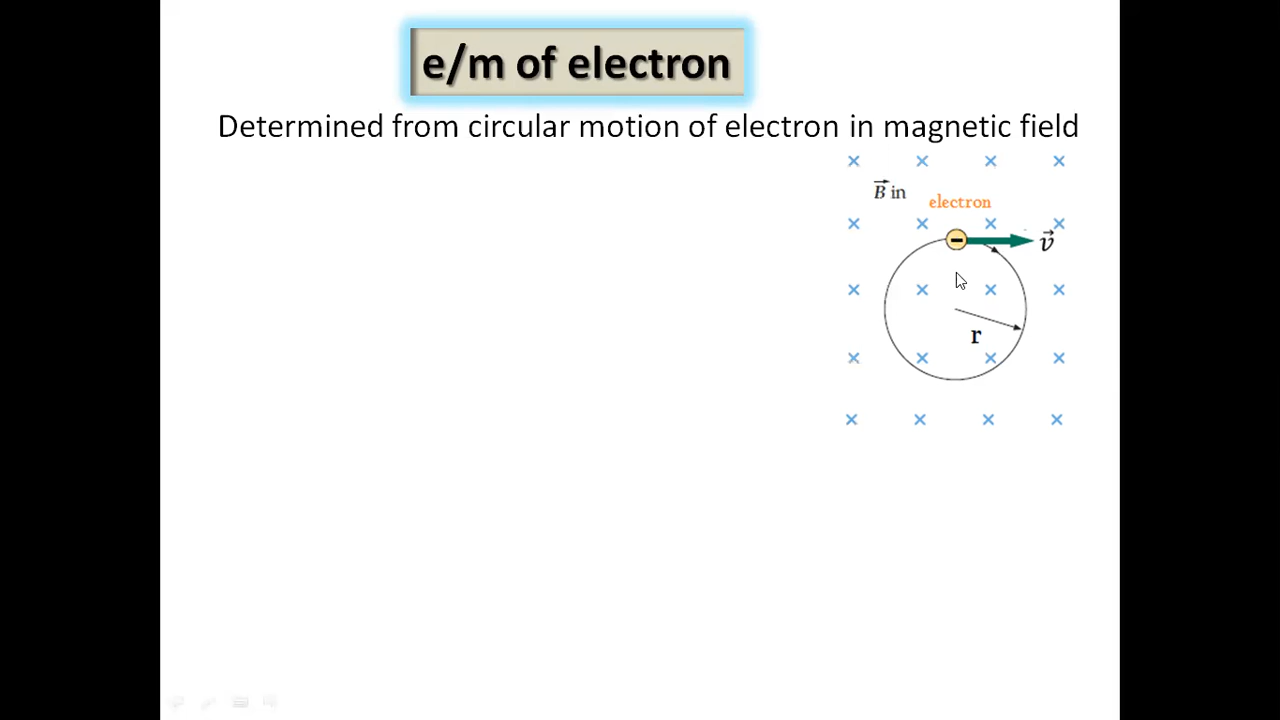 e/m of electron
Determined from circular motion of electron in magnetic field
B in
electron
v
r